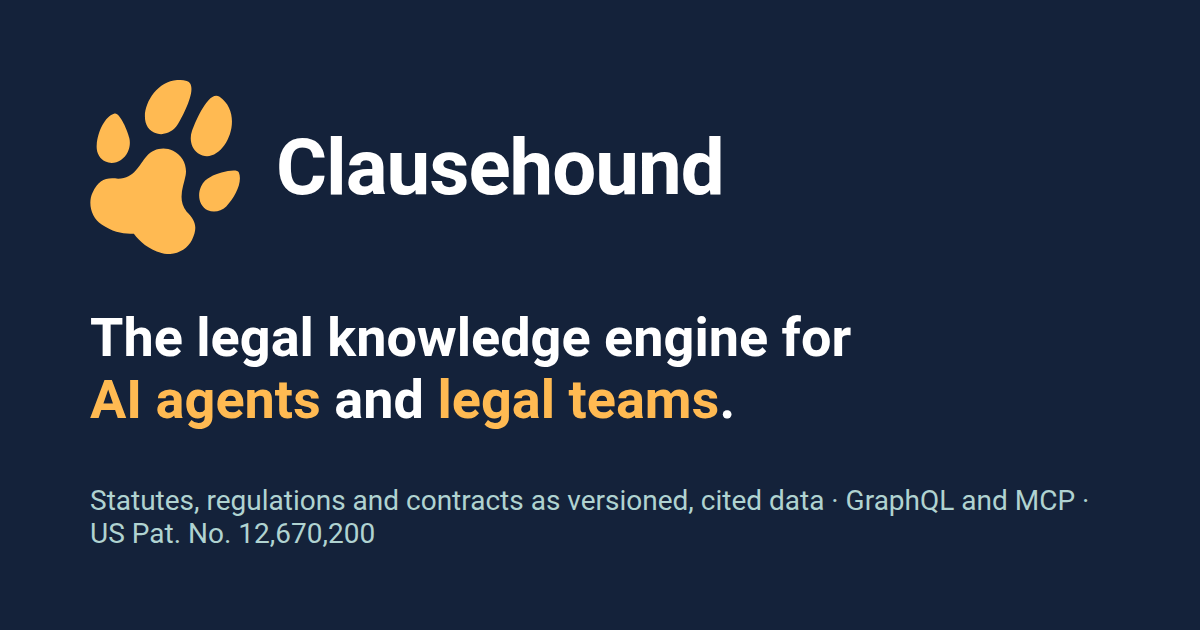 Clausehound
The legal knowledge engine for
AI agents and legal teams.
Statutes, regulations and contracts as versioned, cited data · GraphQL and MCP ·
US Pat. No. 12,670,200